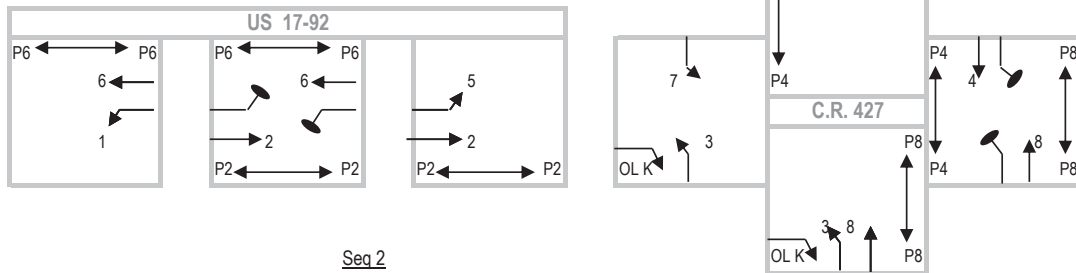 US 17-92
P6 P6 P6 P6
6 6 5
1 2 2
P2 P2 P2 P2
Seq 2
P4
7 4 P4 P8
C.R. 427
3 P8 8
OL K P4 P8
3 8
OL K P8